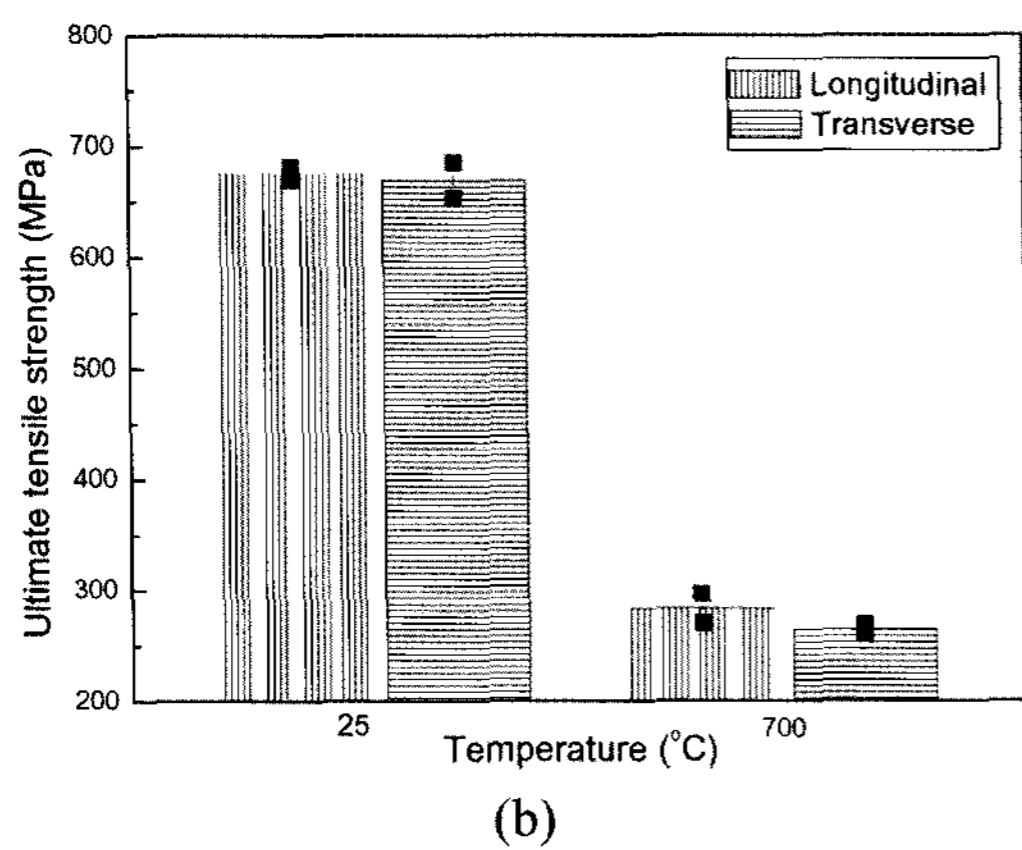 800
700
600
500
400
300
200
Ultimate tensile strength (MPa)
Longitudinal
Transverse
25
700
Temperature (°C)
(b)